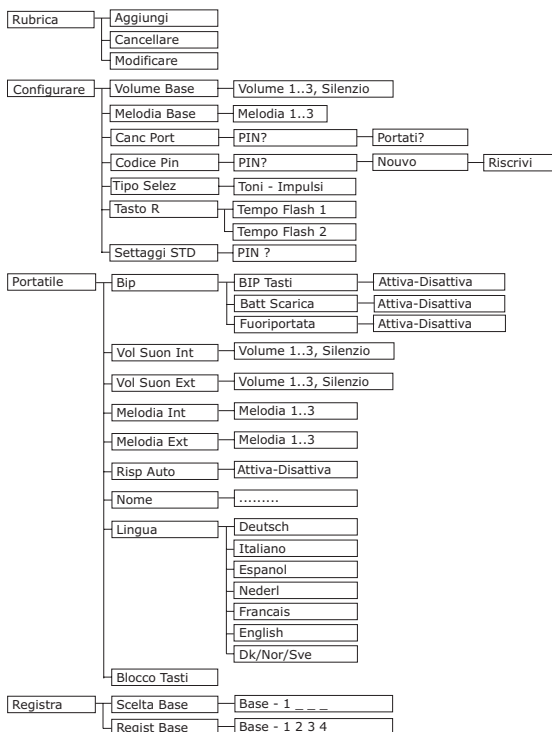 Rubrica Aggiungi
Cancellare
Modificare
Configurare Volume Base Volume 1..3, Silenzio
Melodia Base Melodia 1..3
Canc Port PIN? Portati?
Codice Pin PIN? Nouvo Riscrivi
Tipo Selez Toni - Impulsi
Tasto R Tempo Flash 1
Tempo Flash 2
Settaggi STD PIN ?
Portatile Bip BIP Tasti Attiva-Disattiva
Batt Scarica Attiva-Disattiva
Fuoriportata Attiva-Disattiva
Vol Suon Int Volume 1..3, Silenzio
Vol Suon Ext Volume 1..3, Silenzio
Melodia Int Melodia 1..3
Melodia Ext Melodia 1..3
Risp Auto Attiva-Disattiva
Nome .........
Lingua Deutsch
Italiano
Espanol
Nederl
Francais
English
Dk/Nor/Sve
Blocco Tasti
Registra Scelta Base Base - 1 _ _ _
Regist Base Base - 1 2 3 4